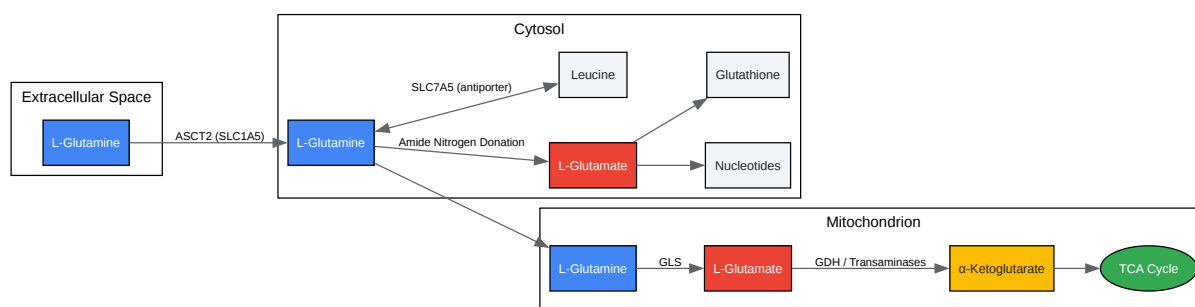 Cytosol
Leucine
Glutathione
SLC7A5 (antiporter)
Extracellular Space
L-Glutamine
ASCT2 (SLC1A5)
L-Glutamine
Amide Nitrogen Donation
L-Glutamate
Nucleotides
Mitochondrion
L-Glutamine
GLS
L-Glutamate
GDH / Transaminases
α-Ketoglutarate
TCA Cycle